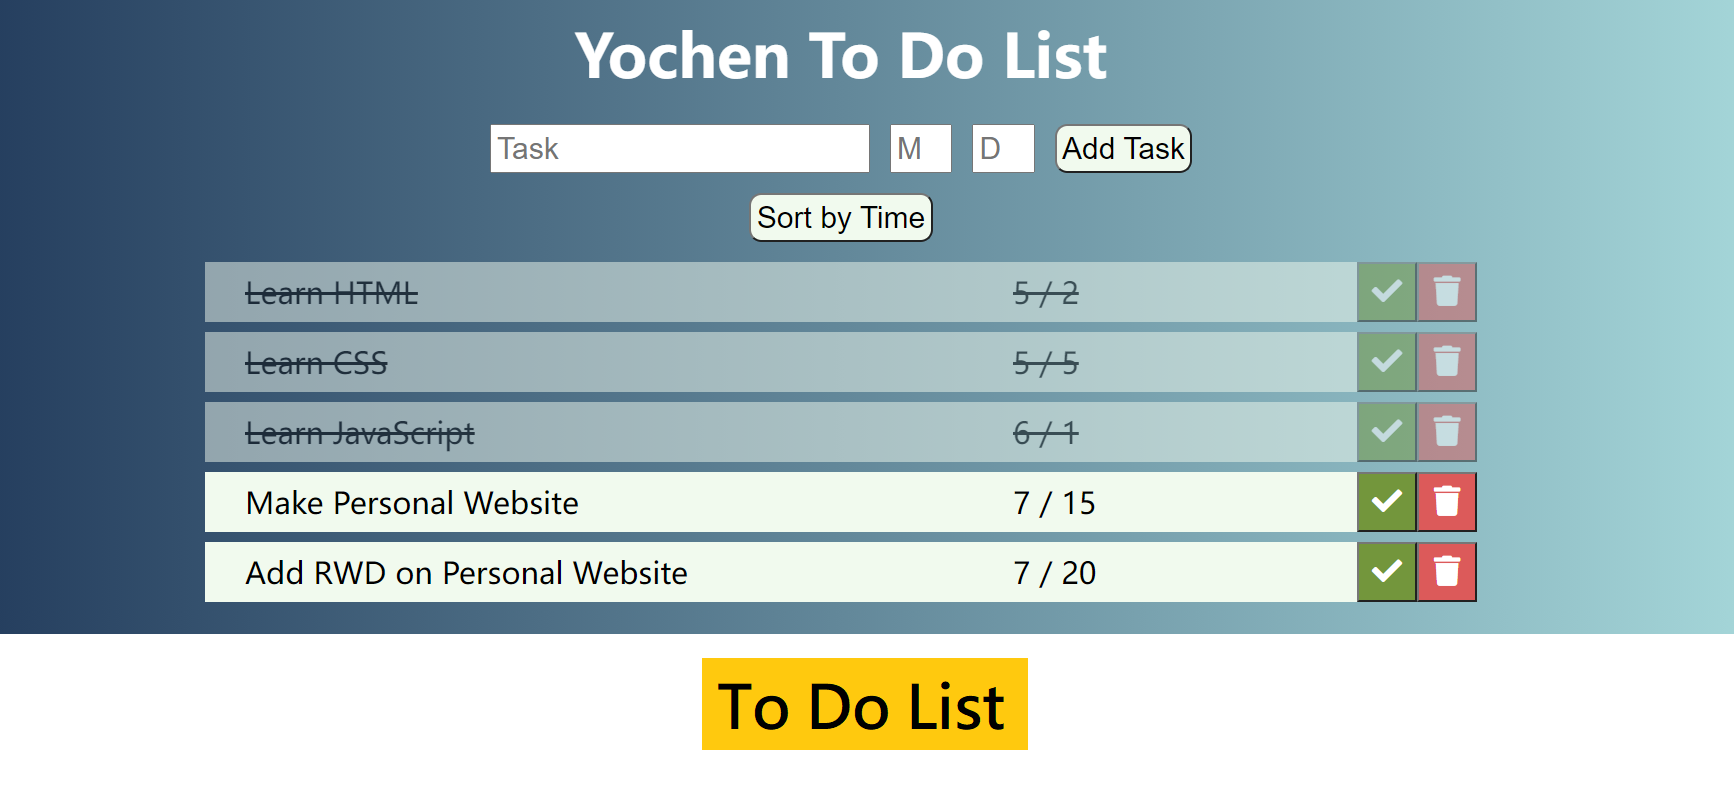 Yochen To Do List
Task M D Add Task
Sort by Time
Learn HTML 5 / 2
Learn CSS 5 / 5
Learn JavaScript 6 / 1
Make Personal Website 7 / 15
Add RWD on Personal Website 7 / 20
To Do List